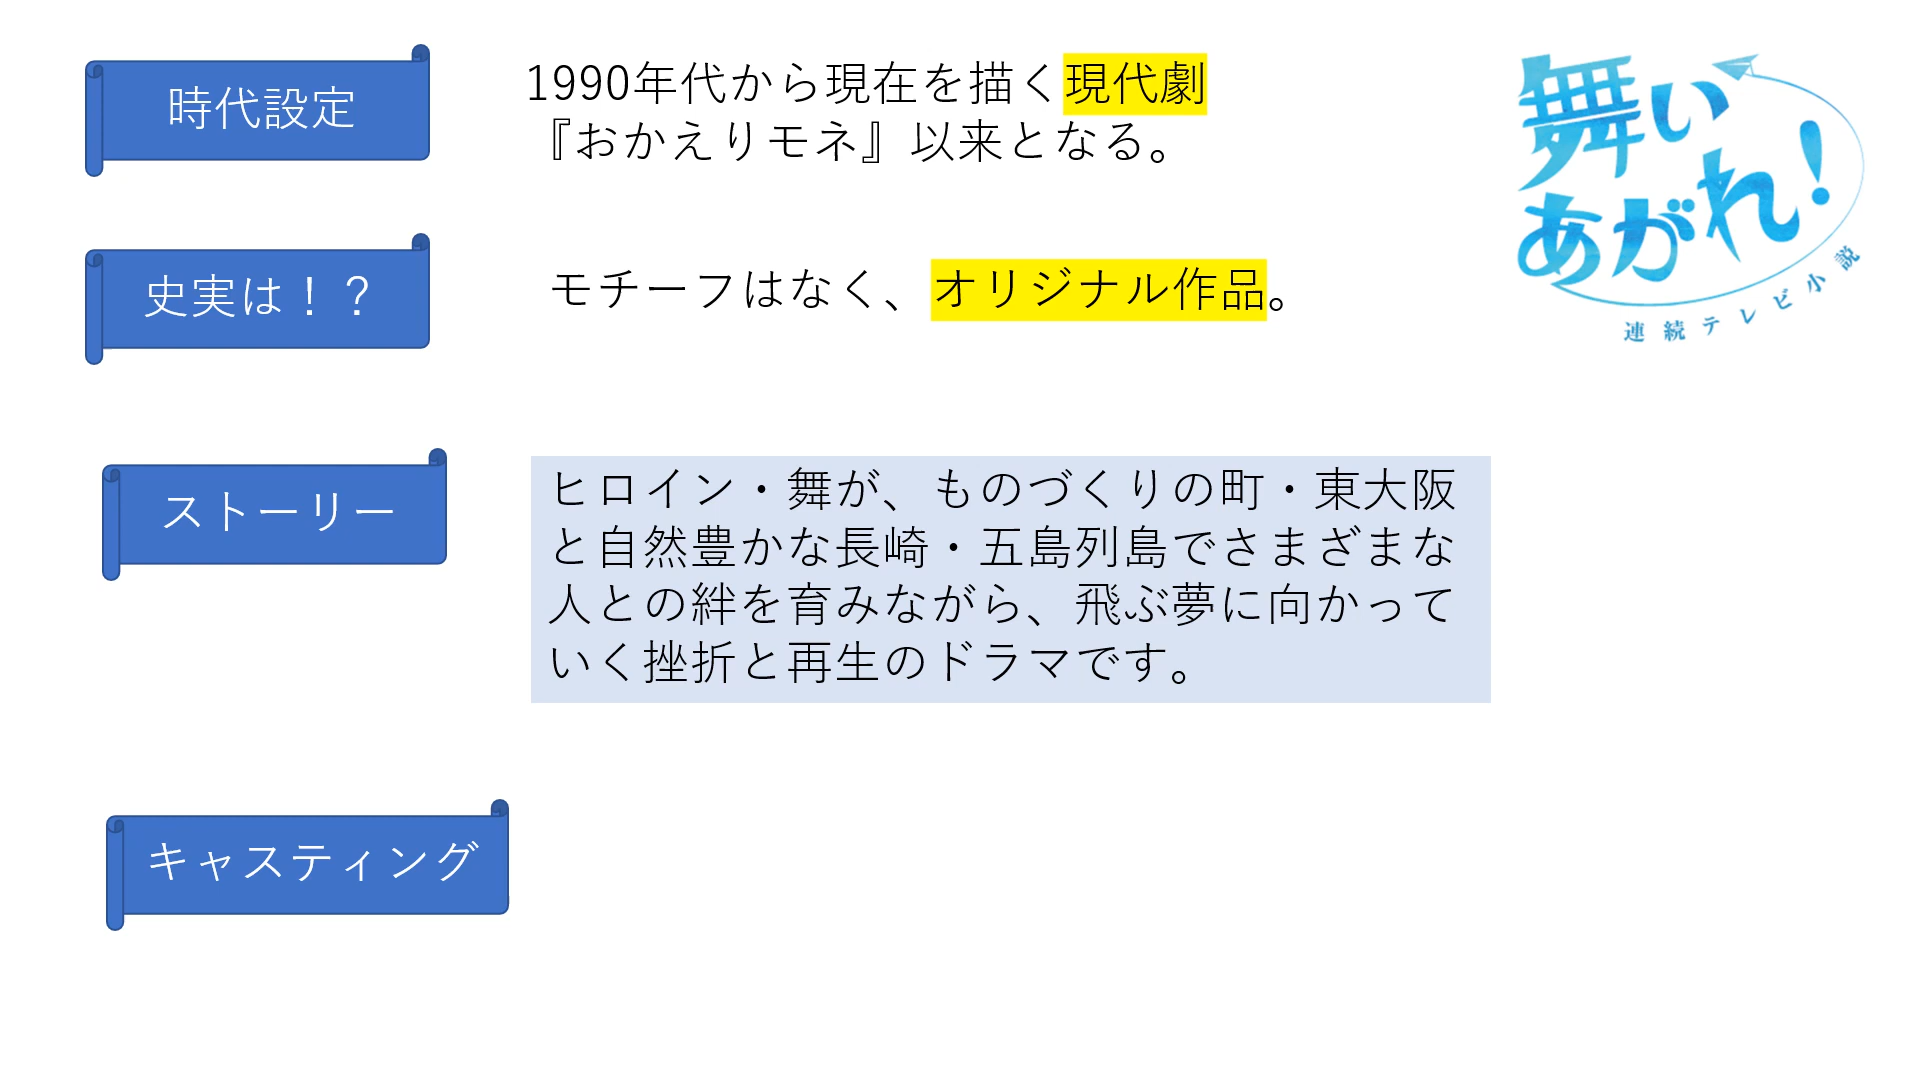 時代設定
1990年代から現在を描く現代劇
『おかえりモネ』以来となる。
舞い
あがれ！
連続テレビ小説
史実は！？
モチーフはなく、オリジナル作品。
ストーリー
ヒロイン・舞が、ものづくりの町・東大阪
と自然豊かな長崎・五島列島でさまざまな
人との絆を育みながら、飛ぶ夢に向かって
いく挫折と再生のドラマです。
キャスティング